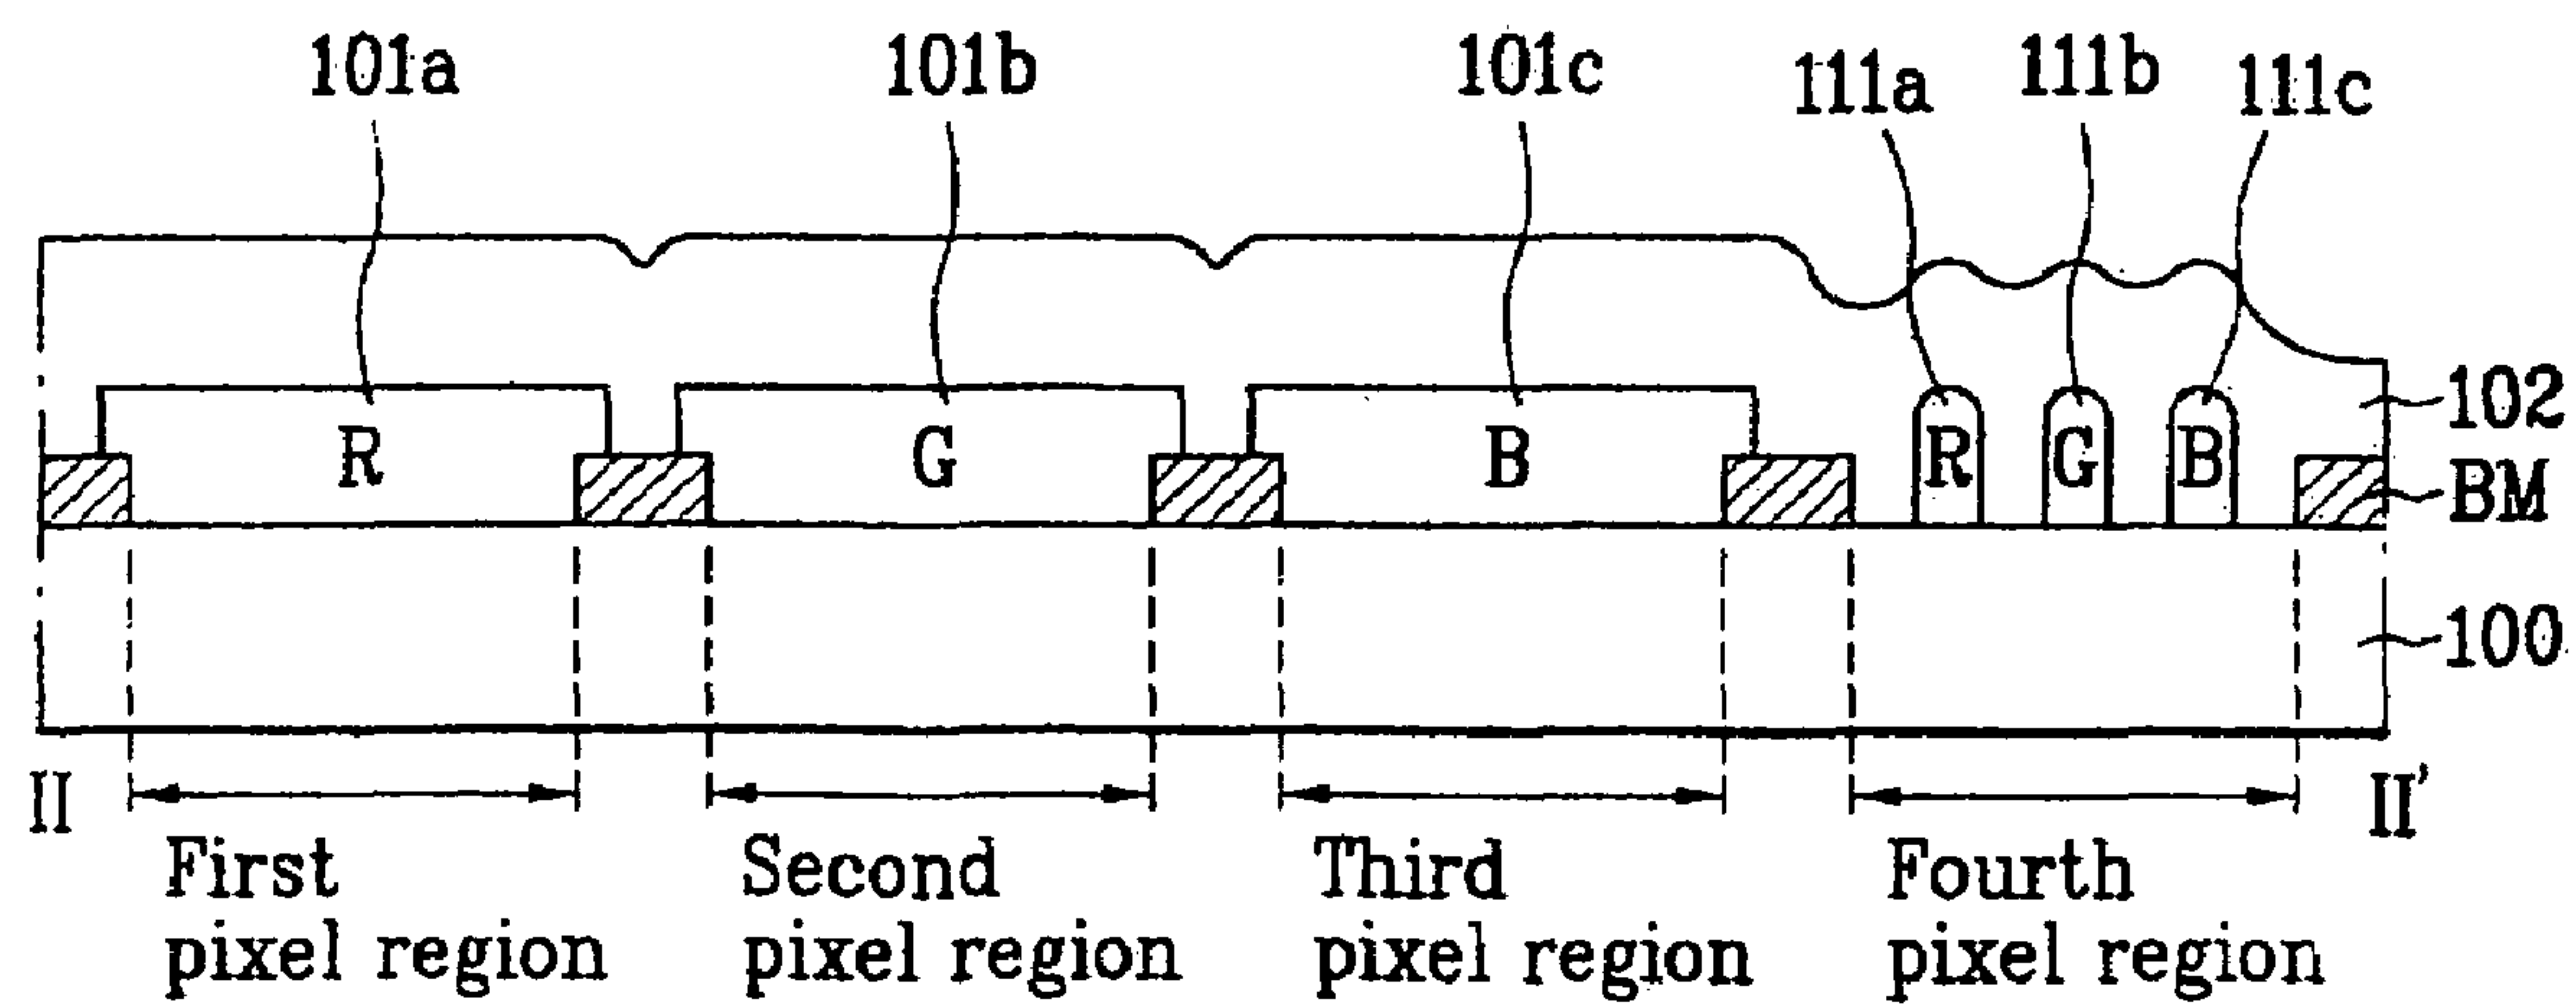 101a 101b 101c 111a 111b 111c
102
R G B R G B
BM
100
II II'
First Second Third Fourth
pixel region pixel region pixel region pixel region